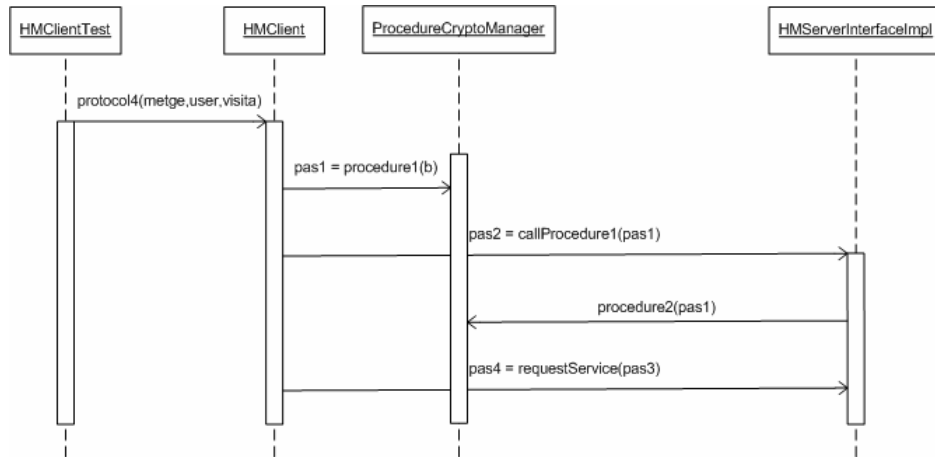 HMClientTest
HMClient
ProcedureCryptoManager
HMServerInterfaceImpl
protocol4(metge,user,visita)
pas1 = procedure1(b)
pas2 = callProcedure1(pas1)
procedure2(pas1)
pas4 = requestService(pas3)